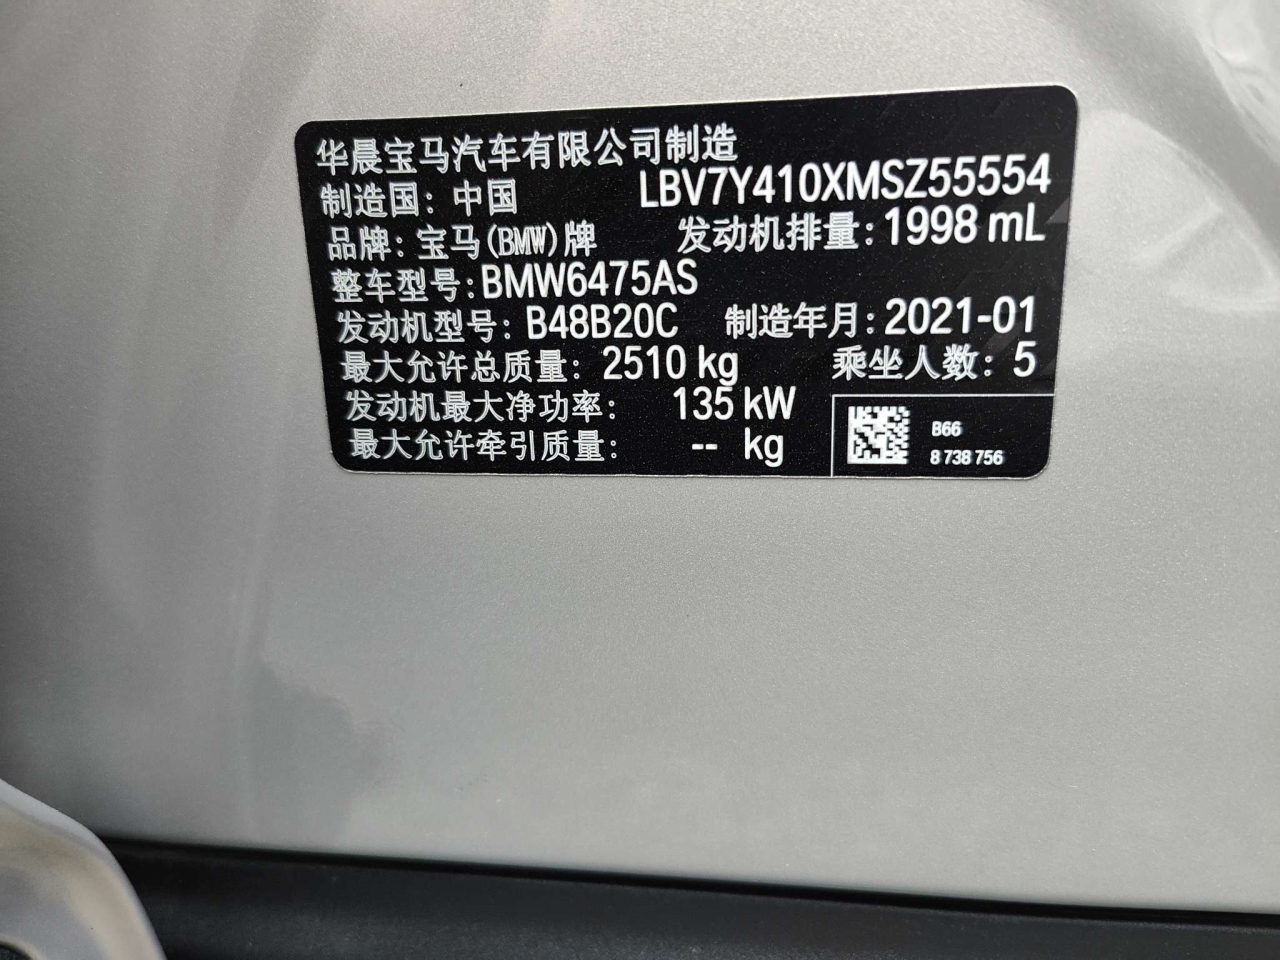 华晨宝马汽车有限公司制造
制造国: 中国 LBV7Y410XMSZ55554
品牌: 宝马(BMW)牌 发动机排量: 1998 mL
整车型号: BMW6475AS
发动机型号: B48B20C 制造年月: 2021-01
最大允许总质量: 2510 kg 乘坐人数: 5
发动机最大净功率: 135 kW
最大允许牵引质量: -- kg
B66
8 738 756